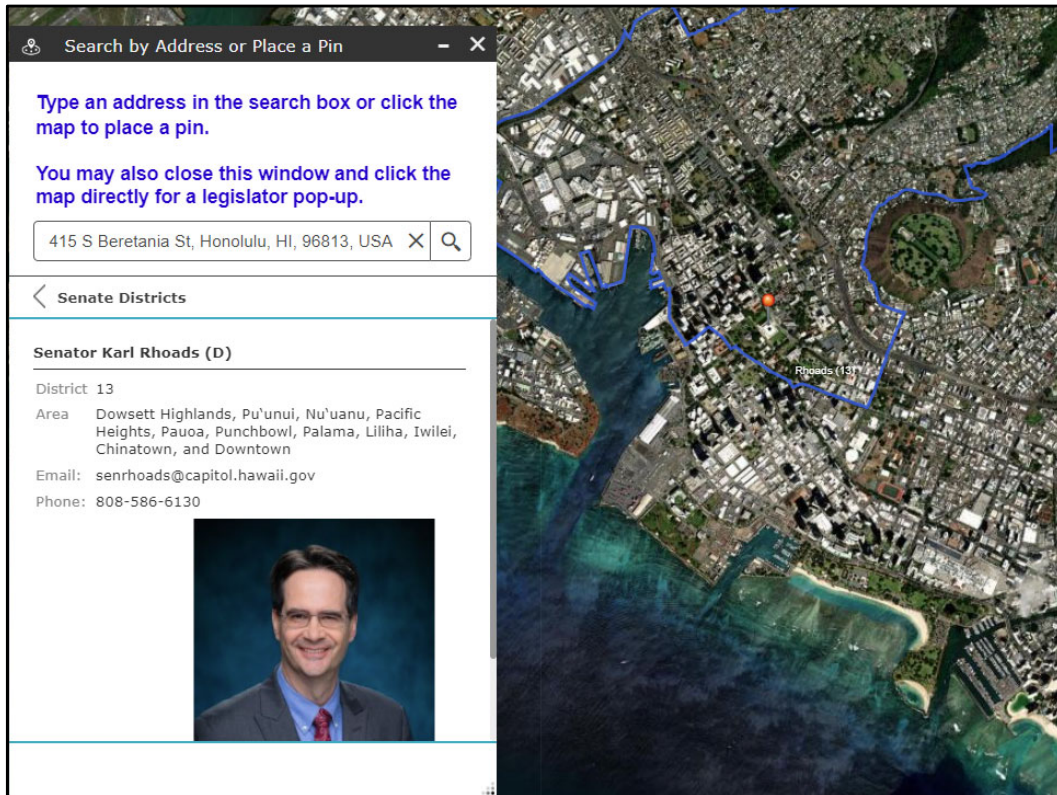 Search by Address or Place a Pin
Type an address in the search box or click the
map to place a pin.
You may also close this window and click the
map directly for a legislator pop-up.
415 S Beretania St, Honolulu, HI, 96813, USA
Senate Districts
Senator Karl Rhoads (D)
District 13
Area Dowsett Highlands, Pu‘unui, Nu‘uanu, Pacific
Heights, Pauoa, Punchbowl, Palama, Liliha, Iwilei,
Chinatown, and Downtown
Email: senrhoads@capitol.hawaii.gov
Phone: 808-586-6130
Rhoads (13)